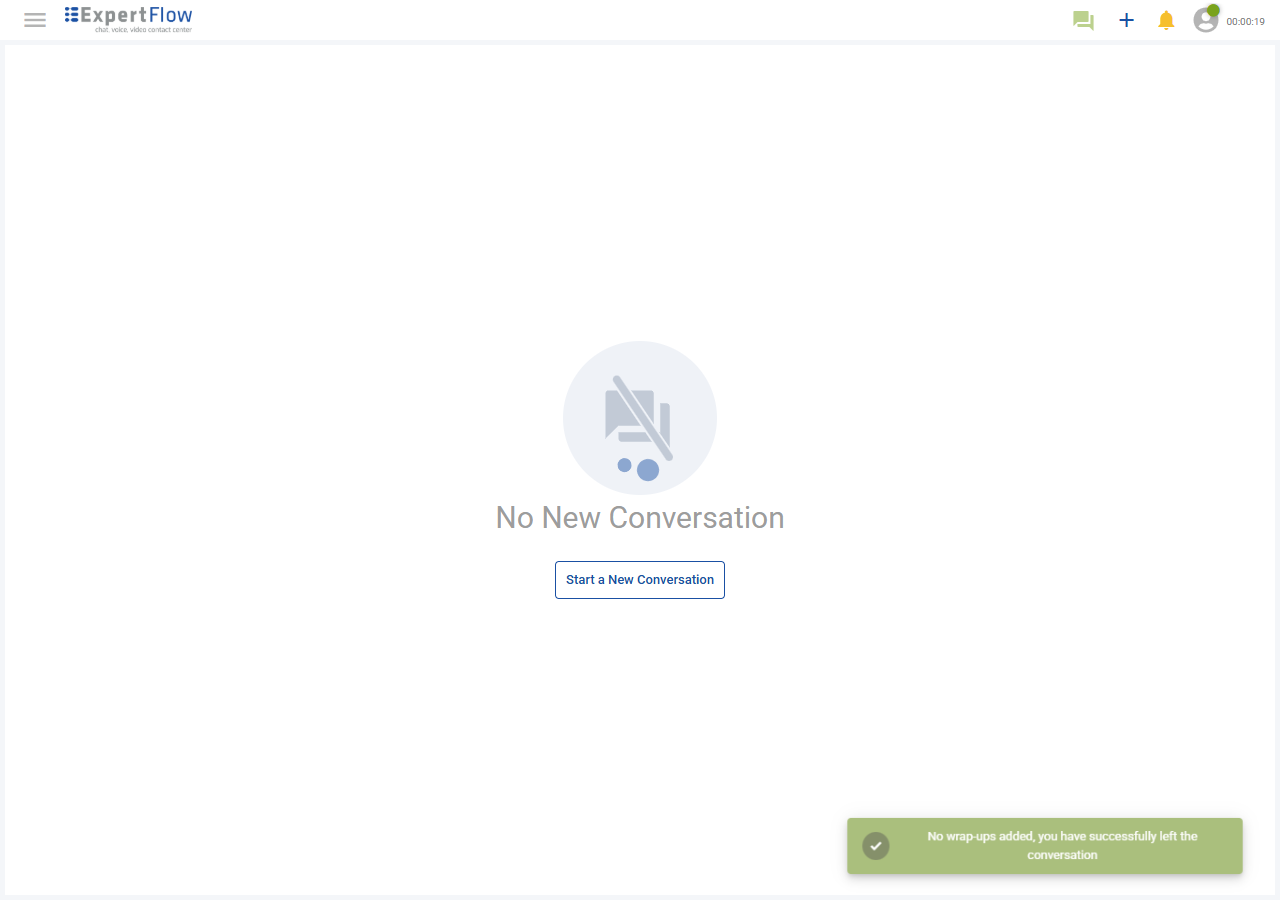 ExpertFlow
chat, voice, video contact center
00:00:19
No New Conversation
Start a New Conversation
No wrap-ups added, you have successfully left the
conversation